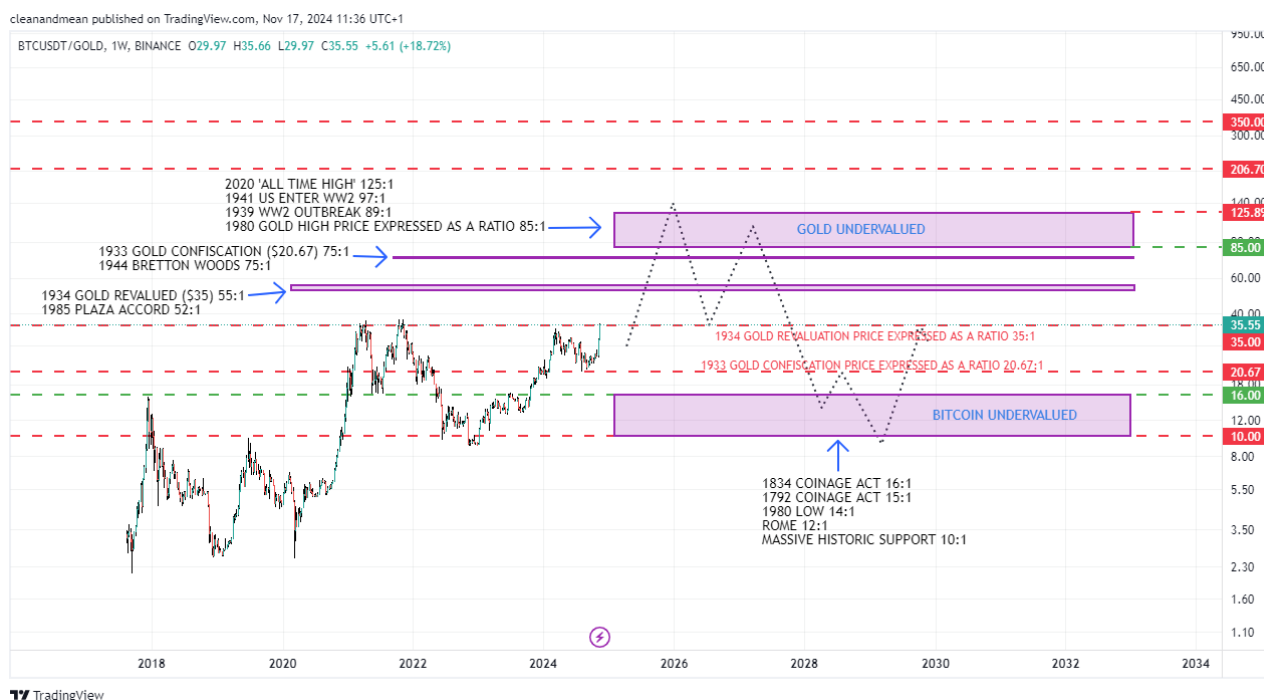 cleanandmean published on TradingView.com, Nov 17, 2024 11:36 UTC+1
BTCUSDT/GOLD, 1W, BINANCE O29.97 H35.66 L29.97 C35.55 +5.61 (+18.72%)
950.00
650.00
450.00
350.00
300.00
206.70
2020 'ALL TIME HIGH' 125:1
1941 US ENTER WW2 97:1
1939 WW2 OUTBREAK 89:1
1980 GOLD HIGH PRICE EXPRESSED AS A RATIO 85:1
140.00
125.89
GOLD UNDERVALUED
85.00
1933 GOLD CONFISCATION ($20.67) 75:1
1944 BRETTON WOODS 75:1
60.00
1934 GOLD REVALUED ($35) 55:1
1985 PLAZA ACCORD 52:1
40.00
35.55
1934 GOLD REVALUATION PRICE EXPRESSED AS A RATIO 35:1
35.00
1933 GOLD CONFISCATION PRICE EXPRESSED AS A RATIO 20.67:1
20.67
18.00
16.00
BITCOIN UNDERVALUED
12.00
10.00
8.00
1834 COINAGE ACT 16:1
1792 COINAGE ACT 15:1
1980 LOW 14:1
ROME 12:1
MASSIVE HISTORIC SUPPORT 10:1
5.50
3.50
2.30
1.60
1.10
2018 2020 2022 2024 2026 2028 2030 2032 2034
TradingView